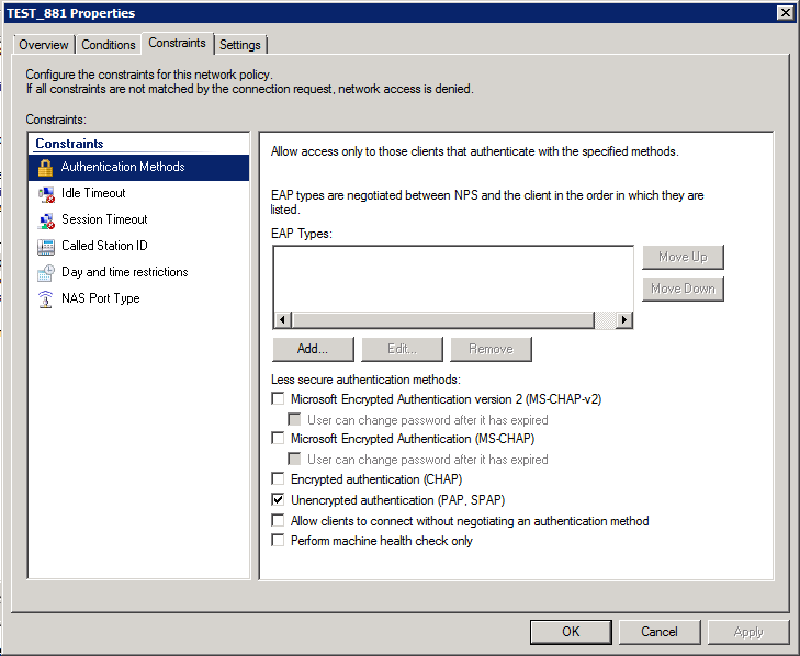 TEST_881 Properties
Overview
Conditions
Constraints
Settings
Configure the constraints for this network policy.
If all constraints are not matched by the connection request, network access is denied.
Constraints:
Constraints
Authentication Methods
Idle Timeout
Session Timeout
Called Station ID
Day and time restrictions
NAS Port Type
Allow access only to those clients that authenticate with the specified methods.
EAP types are negotiated between NPS and the client in the order in which they are
listed.
EAP Types:
Move Up
Move Down
Add...
Edit...
Remove
Less secure authentication methods:
Microsoft Encrypted Authentication version 2 (MS-CHAP-v2)
User can change password after it has expired
Microsoft Encrypted Authentication (MS-CHAP)
User can change password after it has expired
Encrypted authentication (CHAP)
Unencrypted authentication (PAP, SPAP)
Allow clients to connect without negotiating an authentication method
Perform machine health check only
OK
Cancel
Apply